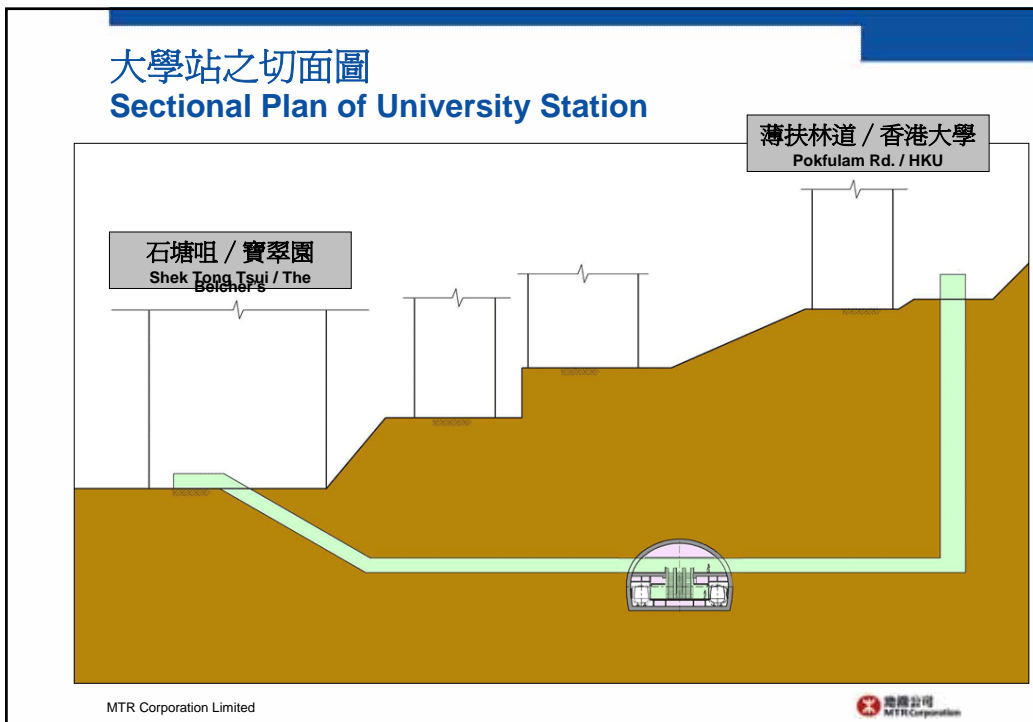 大學站之切面圖
Sectional Plan of University Station
薄扶林道 / 香港大學
Pokfulam Rd. / HKU
石塘咀 / 寶翠園
Shek Tong Tsui / The
Belcher's
MTR Corporation Limited
地鐵公司
MTR Corporation